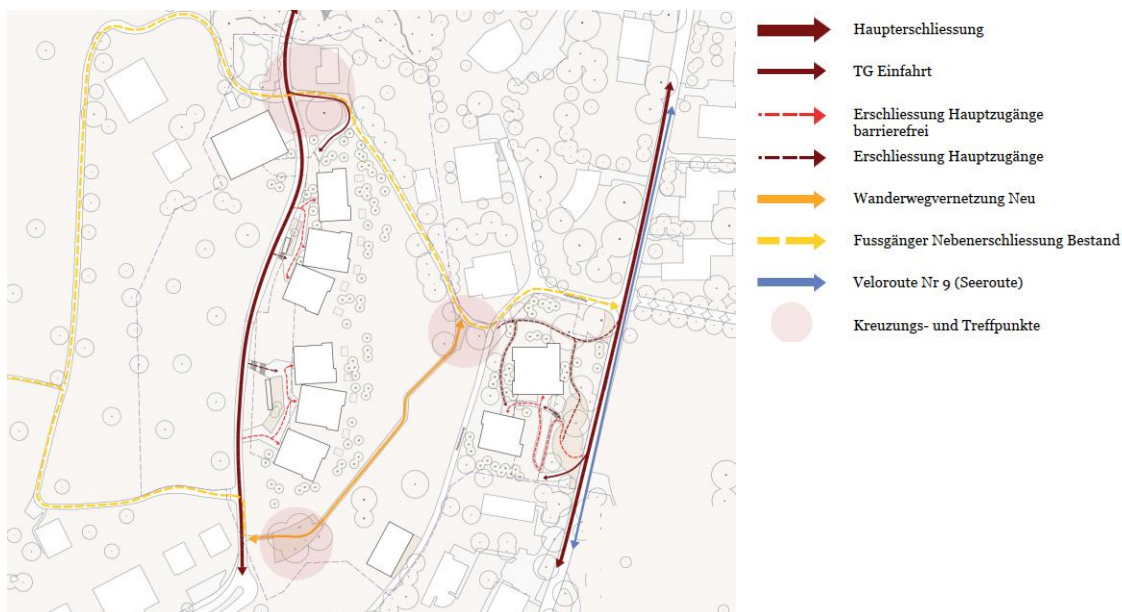 Haupterschliessung
TG Einfahrt
Erschliessung Hauptzugänge
barrierefrei
Erschliessung Hauptzugänge
Wanderwegvernetzung Neu
Fussgänger Nebenerschliessung Bestand
Veloroute Nr 9 (Seeroute)
Kreuzungs- und Treffpunkte